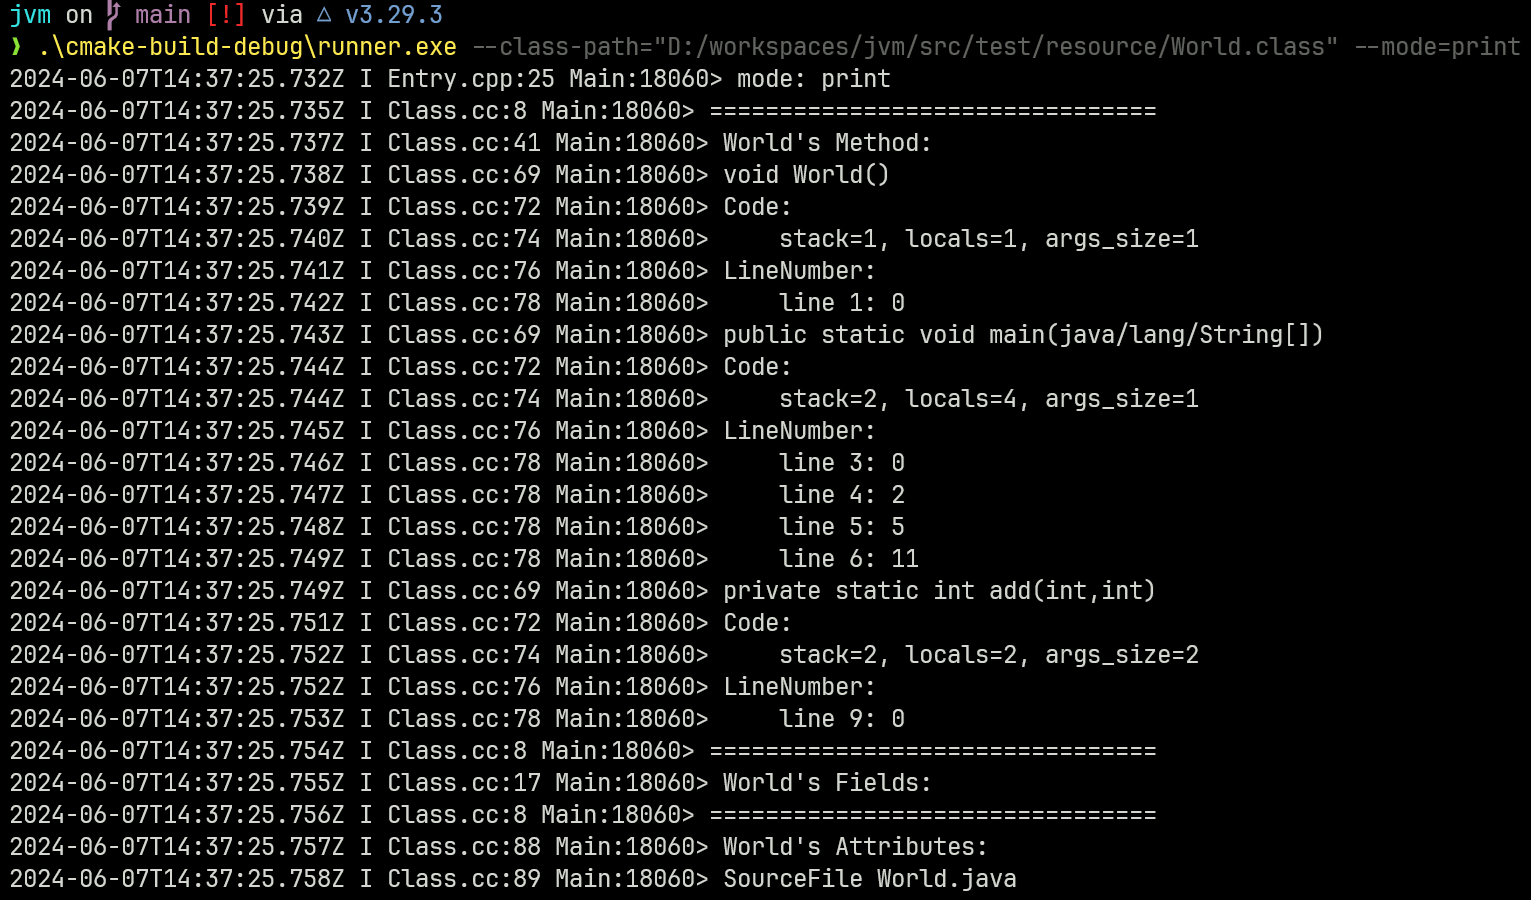 jvm on main [!] via △ v3.29.3
❱ .\cmake-build-debug\runner.exe --class-path="D:/workspaces/jvm/src/test/resource/World.class" --mode=print
2024-06-07T14:37:25.732Z I Entry.cpp:25 Main:18060> mode: print
2024-06-07T14:37:25.735Z I Class.cc:8 Main:18060> ================================
2024-06-07T14:37:25.737Z I Class.cc:41 Main:18060> World's Method:
2024-06-07T14:37:25.738Z I Class.cc:69 Main:18060> void World()
2024-06-07T14:37:25.739Z I Class.cc:72 Main:18060> Code:
2024-06-07T14:37:25.740Z I Class.cc:74 Main:18060>     stack=1, locals=1, args_size=1
2024-06-07T14:37:25.741Z I Class.cc:76 Main:18060> LineNumber:
2024-06-07T14:37:25.742Z I Class.cc:78 Main:18060>     line 1: 0
2024-06-07T14:37:25.743Z I Class.cc:69 Main:18060> public static void main(java/lang/String[])
2024-06-07T14:37:25.744Z I Class.cc:72 Main:18060> Code:
2024-06-07T14:37:25.744Z I Class.cc:74 Main:18060>     stack=2, locals=4, args_size=1
2024-06-07T14:37:25.745Z I Class.cc:76 Main:18060> LineNumber:
2024-06-07T14:37:25.746Z I Class.cc:78 Main:18060>     line 3: 0
2024-06-07T14:37:25.747Z I Class.cc:78 Main:18060>     line 4: 2
2024-06-07T14:37:25.748Z I Class.cc:78 Main:18060>     line 5: 5
2024-06-07T14:37:25.749Z I Class.cc:78 Main:18060>     line 6: 11
2024-06-07T14:37:25.749Z I Class.cc:69 Main:18060> private static int add(int,int)
2024-06-07T14:37:25.751Z I Class.cc:72 Main:18060> Code:
2024-06-07T14:37:25.752Z I Class.cc:74 Main:18060>     stack=2, locals=2, args_size=2
2024-06-07T14:37:25.752Z I Class.cc:76 Main:18060> LineNumber:
2024-06-07T14:37:25.753Z I Class.cc:78 Main:18060>     line 9: 0
2024-06-07T14:37:25.754Z I Class.cc:8 Main:18060> ================================
2024-06-07T14:37:25.755Z I Class.cc:17 Main:18060> World's Fields:
2024-06-07T14:37:25.756Z I Class.cc:8 Main:18060> ================================
2024-06-07T14:37:25.757Z I Class.cc:88 Main:18060> World's Attributes:
2024-06-07T14:37:25.758Z I Class.cc:89 Main:18060> SourceFile World.java